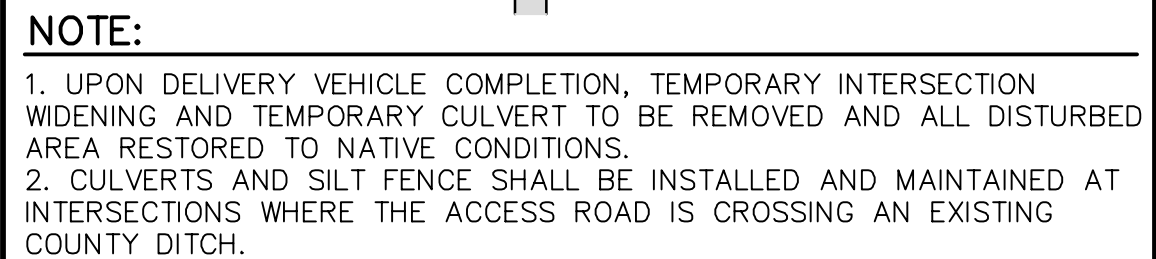 NOTE:
1. UPON DELIVERY VEHICLE COMPLETION, TEMPORARY INTERSECTION
WIDENING AND TEMPORARY CULVERT TO BE REMOVED AND ALL DISTURBED
AREA RESTORED TO NATIVE CONDITIONS.
2. CULVERTS AND SILT FENCE SHALL BE INSTALLED AND MAINTAINED AT
INTERSECTIONS WHERE THE ACCESS ROAD IS CROSSING AN EXISTING
COUNTY DITCH.